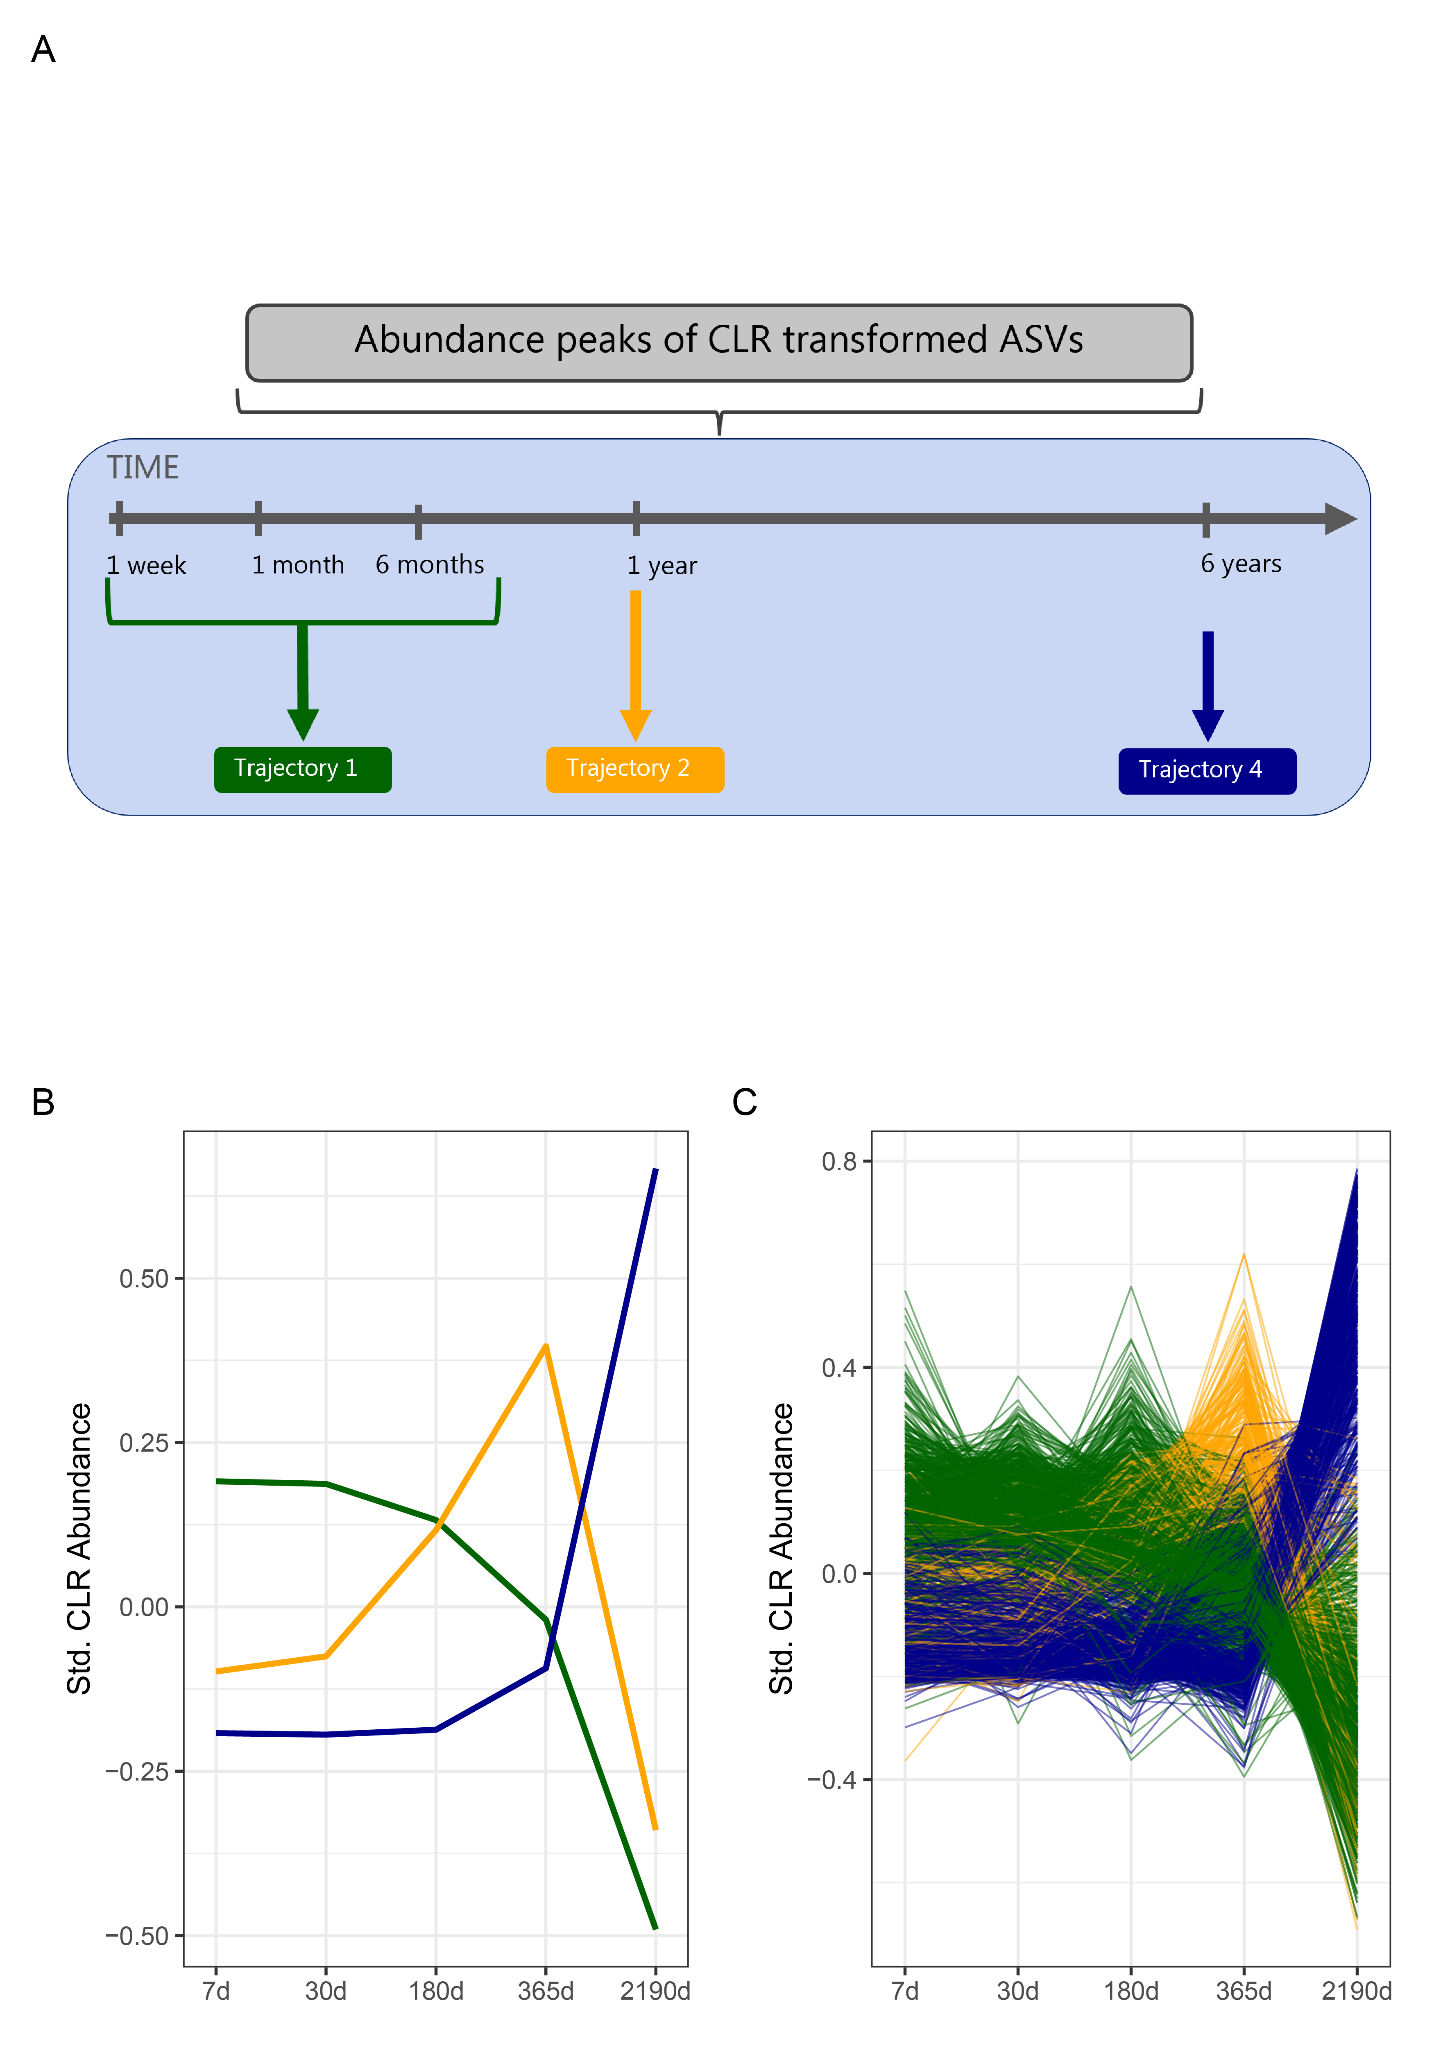 A
Abundance peaks of CLR transformed ASVs
TIME
1 week 1 month 6 months 1 year 6 years
Trajectory 1 Trajectory 2 Trajectory 4
B
Std. CLR Abundance
0.50
0.25
0.00
−0.25
−0.50
7d 30d 180d 365d 2190d
C
Std. CLR Abundance
0.8
0.4
0.0
−0.4
7d 30d 180d 365d 2190d